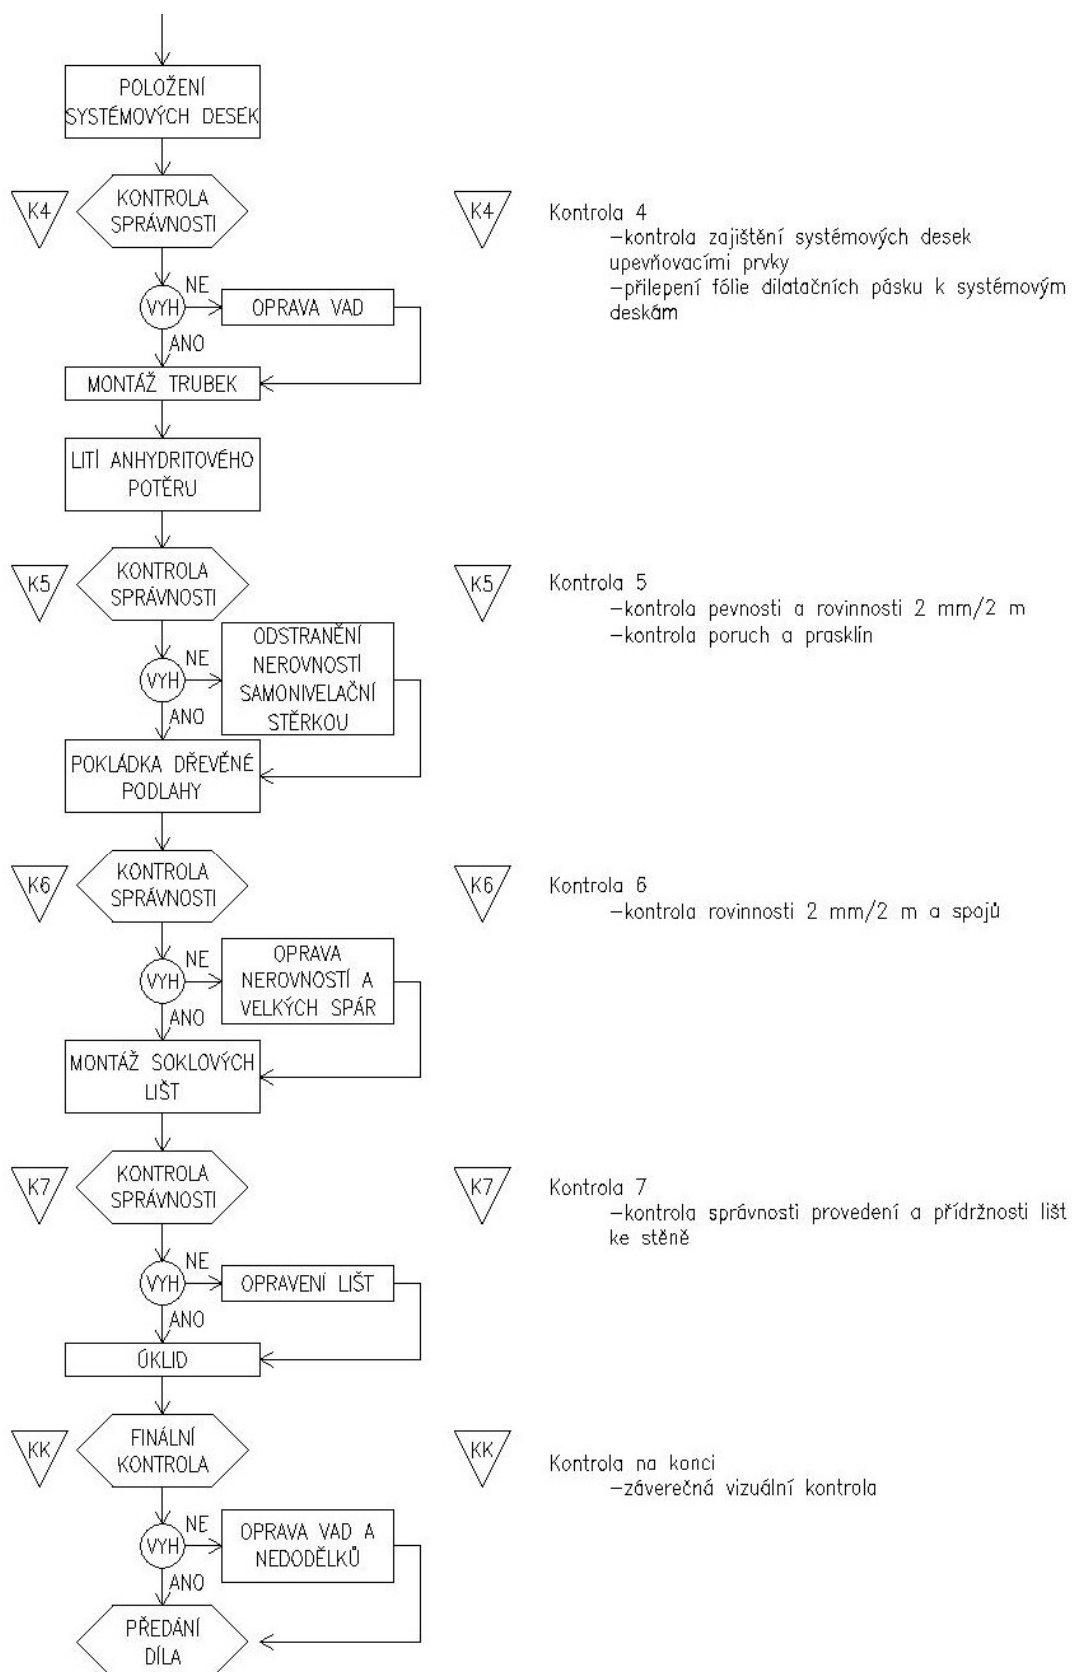 POLOŽENÍ
SYSTÉMOVÝCH DESEK
K4
KONTROLA
SPRÁVNOSTI
K4
Kontrola 4
–kontrola zajištění systémových desek
upevňovacími prvky
–přilepení fólie dilatačních pásku k systémovým
deskám
NE
VYH
OPRAVA VAD
ANO
MONTÁŽ TRUBEK
LITÍ ANHYDRITOVÉHO
POTĚRU
K5
KONTROLA
SPRÁVNOSTI
K5
Kontrola 5
–kontrola pevnosti a rovinnosti 2 mm/2 m
–kontrola poruch a prasklín
NE
VYH
ODSTRANĚNÍ
NEROVNOSTÍ
SAMONIVELAČNÍ
STĚRKOU
ANO
POKLÁDKA DŘEVĚNÉ
PODLAHY
K6
KONTROLA
SPRÁVNOSTI
K6
Kontrola 6
–kontrola rovinnosti 2 mm/2 m a spojů
NE
VYH
OPRAVA
NEROVNOSTÍ A
VELKÝCH SPÁR
ANO
MONTÁŽ SOKLOVÝCH
LIŠT
K7
KONTROLA
SPRÁVNOSTI
K7
Kontrola 7
–kontrola správnosti provedení a přídržnosti lišt
ke stěně
NE
VYH
OPRAVENÍ LIŠT
ANO
ÚKLID
KK
FINÁLNÍ
KONTROLA
KK
Kontrola na konci
–záverečná vizuální kontrola
NE
VYH
OPRAVA VAD A
NEDODĚLKŮ
ANO
PŘEDÁNÍ
DÍLA